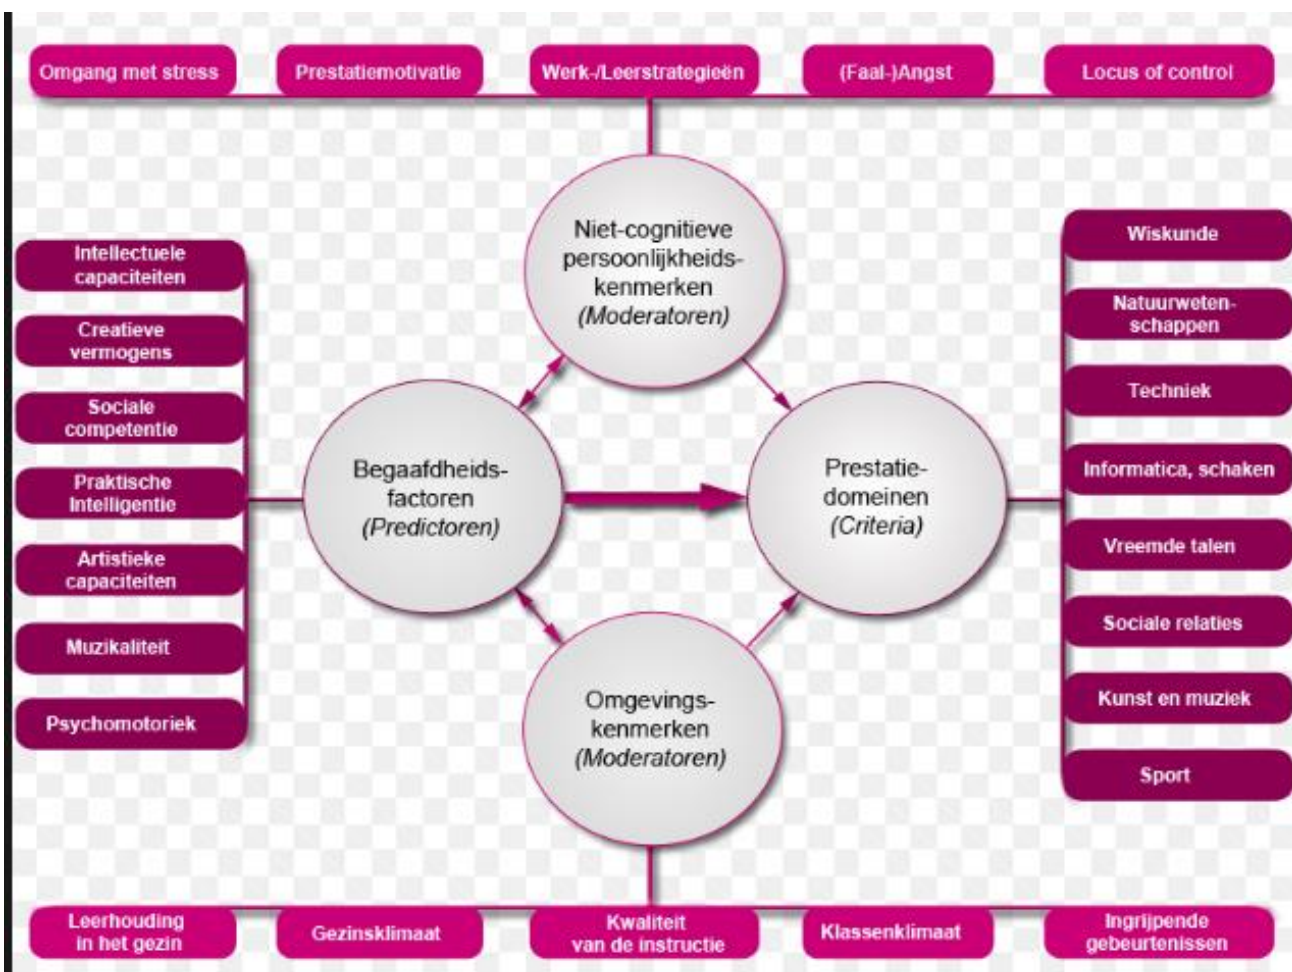 Omgang met stress
Prestatiemotivatie
Werk-/Leerstrategieën
(Faal-)Angst
Locus of control
Niet-cognitieve
persoonlijkheids-
kenmerken
(Moderatoren)
Intellectuele
capaciteiten
Creatieve
vermogens
Sociale
competentie
Praktische
Intelligentie
Artistieke
capaciteiten
Muzikaliteit
Psychomotoriek
Begaafdheids-
factoren
(Predictoren)
Prestatie-
domeinen
(Criteria)
Wiskunde
Natuurweten-
schappen
Techniek
Informatica, schaken
Vreemde talen
Sociale relaties
Kunst en muziek
Sport
Omgevings-
kenmerken
(Moderatoren)
Leerhouding
in het gezin
Gezinsklimaat
Kwaliteit
van de instructie
Klassenklimaat
Ingrijpende
gebeurtenissen